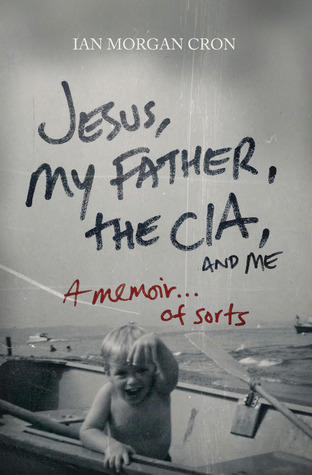 IAN MORGAN CRON
JESUS,
MY FATHER,
THE CIA,
AND ME
A memoir...
of sorts